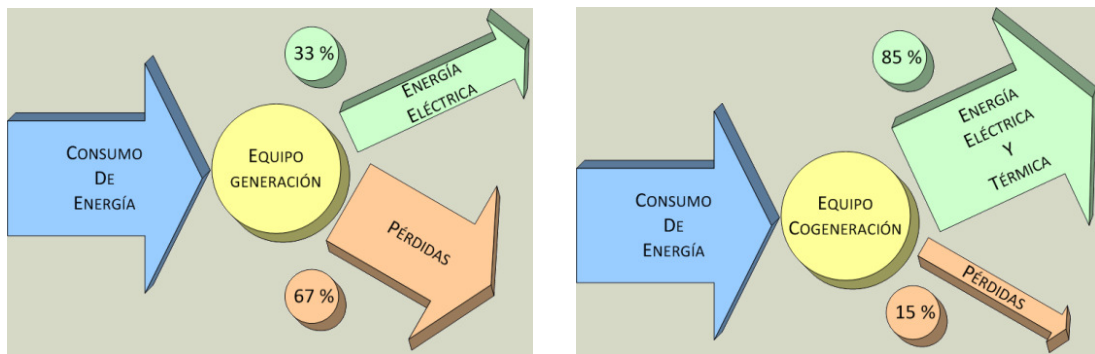 33 %
ENERGÍA
ELÉCTRICA
CONSUMO
DE
ENERGÍA
EQUIPO
GENERACIÓN
PÉRDIDAS
67 %
85 %
ENERGÍA
ELÉCTRICA
Y
TÉRMICA
CONSUMO
DE
ENERGÍA
EQUIPO
COGENERACIÓN
PÉRDIDAS
15 %